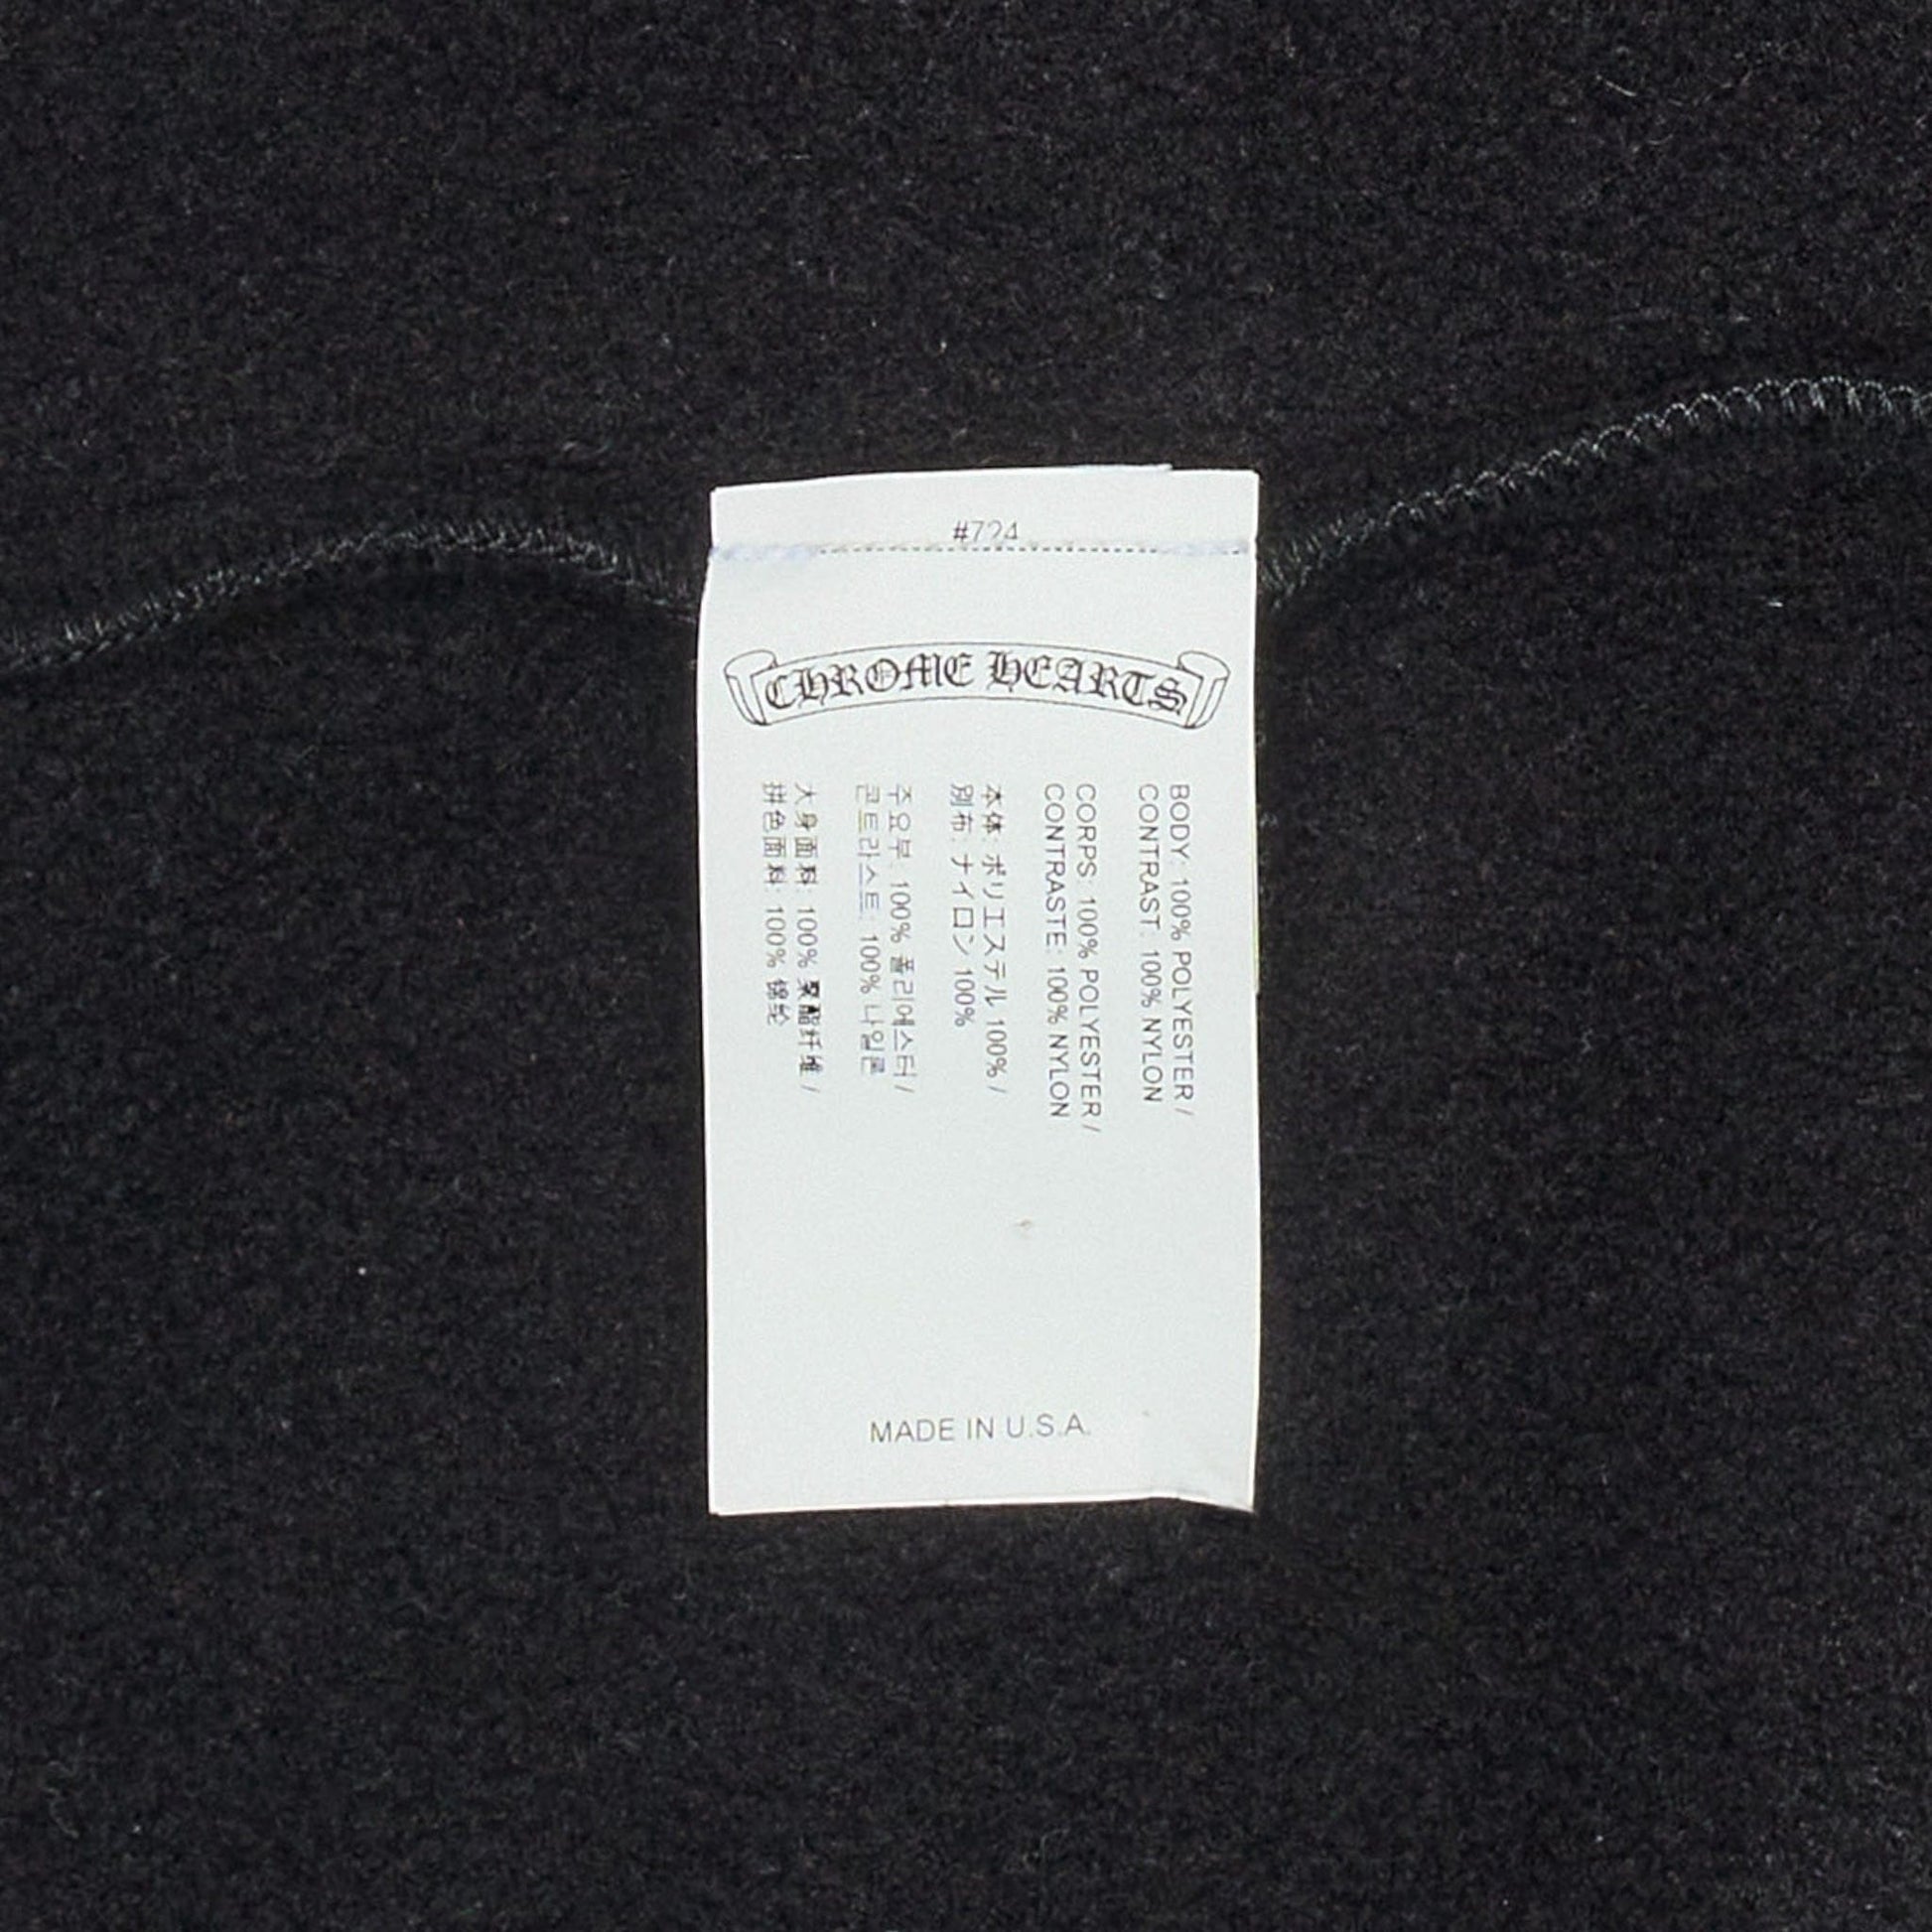 #724
CHROME HEARTS
BODY: 100% POLYESTER /
CONTRAST: 100% NYLON
CORPS: 100% POLYESTER /
CONTRASTE: 100% NYLON
本体: ポリエステル 100% /
別布: ナイロン 100%
주요부: 100% 폴리에스터 /
콘트라스트: 100% 나일론
大身面料: 100% 聚酯纤维 /
拼色面料: 100% 锦纶
MADE IN U.S.A.